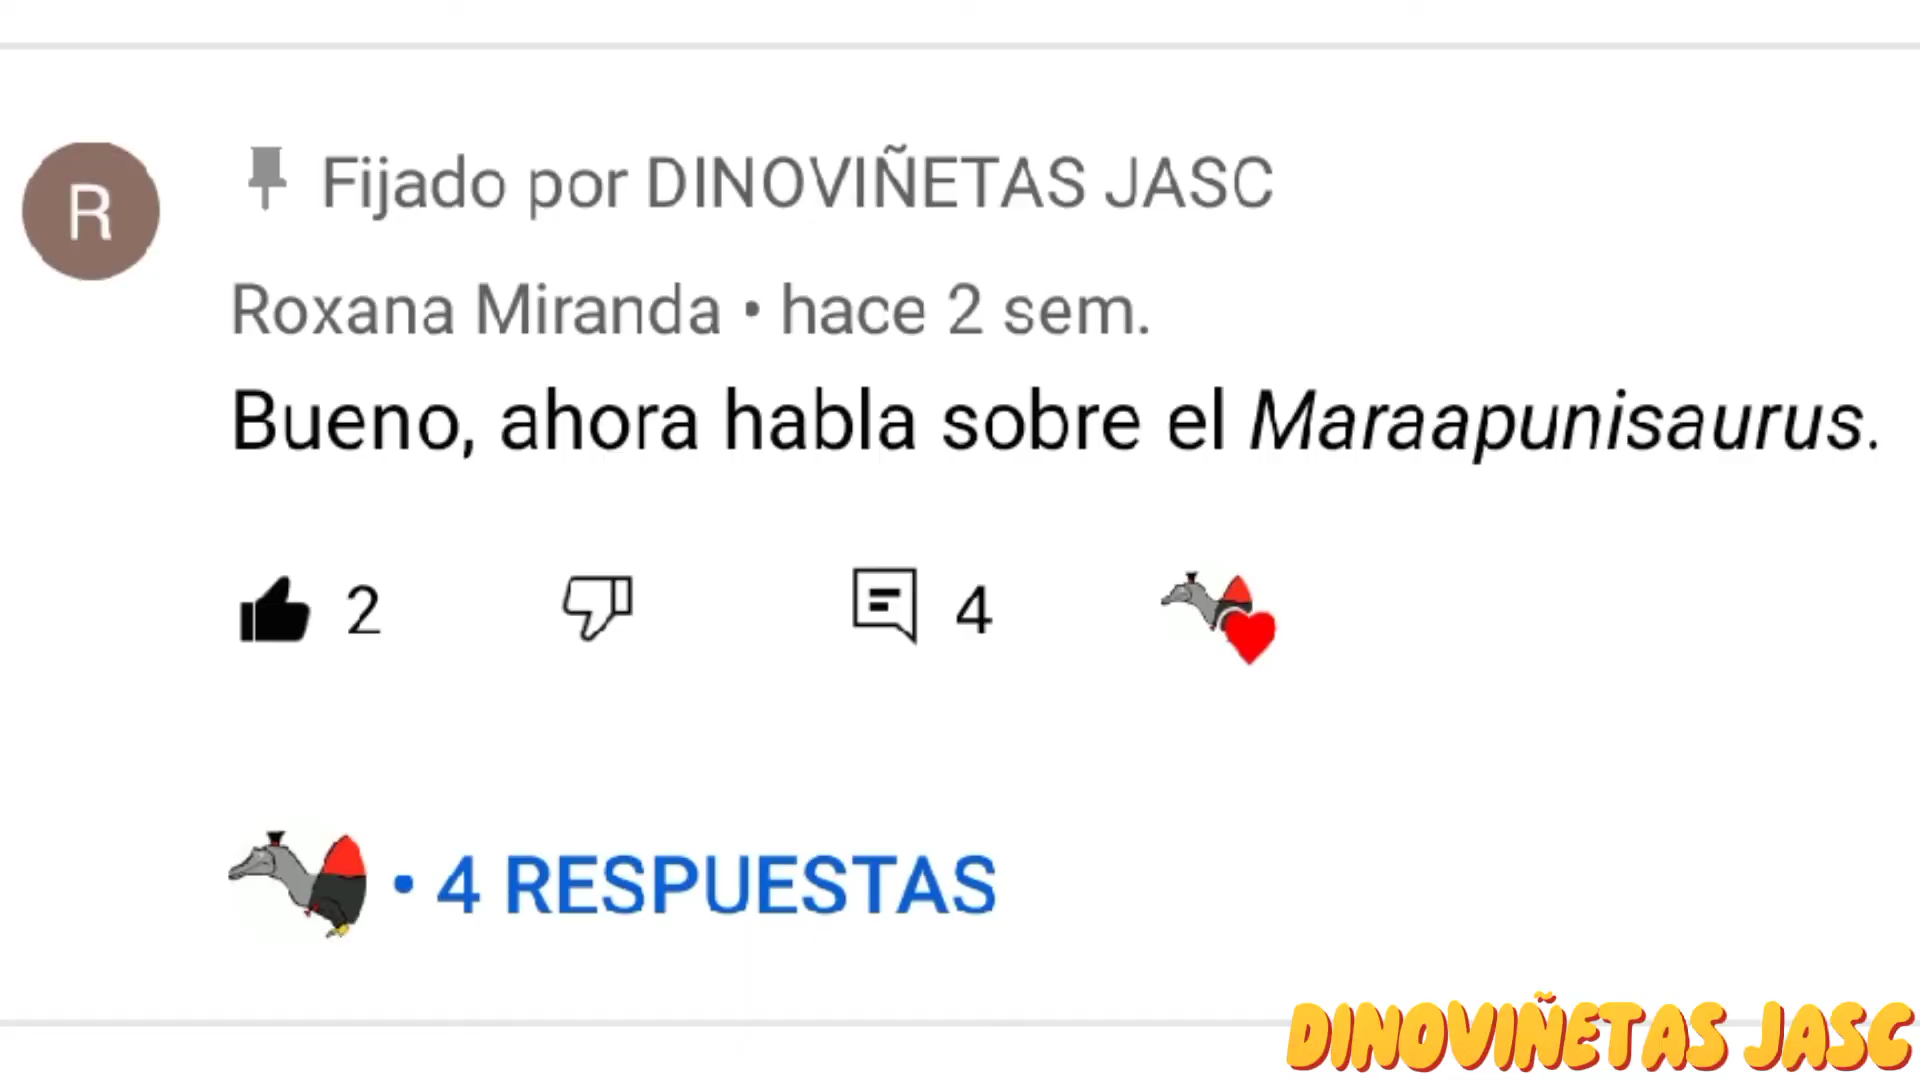 R
Fijado por DINOVIÑETAS JASC
Roxana Miranda • hace 2 sem.
Bueno, ahora habla sobre el Maraapunisaurus.
2 4
• 4 RESPUESTAS
DINOVIÑETAS JASC